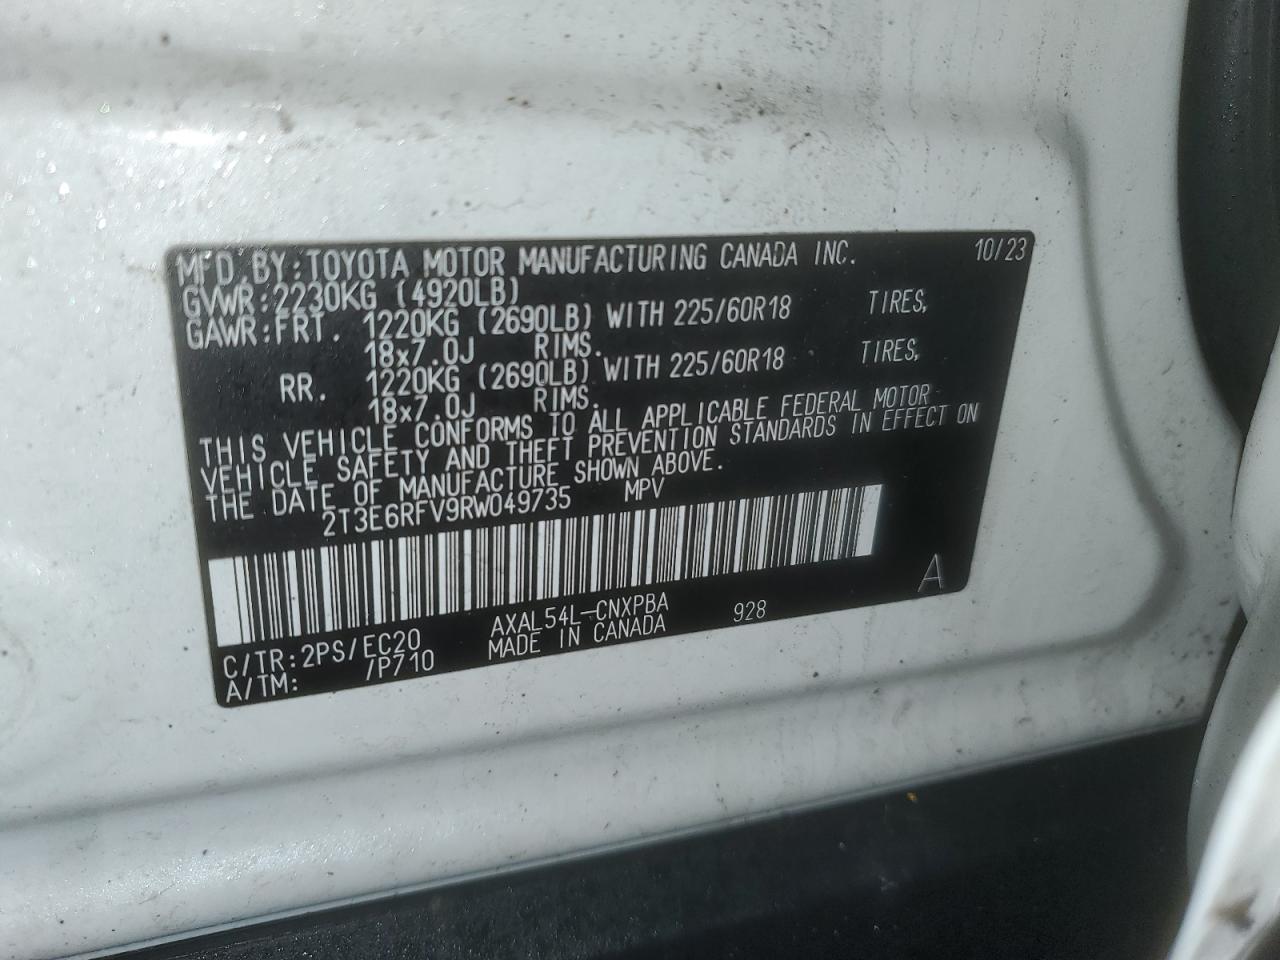 MFD.BY:TOYOTA MOTOR MANUFACTURING CANADA INC. 10/23
GVWR:2230KG (4920LB)
GAWR:FRT. 1220KG (2690LB) WITH 225/60R18 TIRES,
18x7.0J RIMS.
RR. 1220KG (2690LB) WITH 225/60R18 TIRES,
18x7.0J RIMS.
THIS VEHICLE CONFORMS TO ALL APPLICABLE FEDERAL MOTOR
VEHICLE SAFETY AND THEFT PREVENTION STANDARDS IN EFFECT ON
THE DATE OF MANUFACTURE SHOWN ABOVE.
2T3E6RFV9RW049735 MPV
A
C/TR:2PS/EC20 AXAL54L-CNXPBA 928
A/TM: /P710 MADE IN CANADA